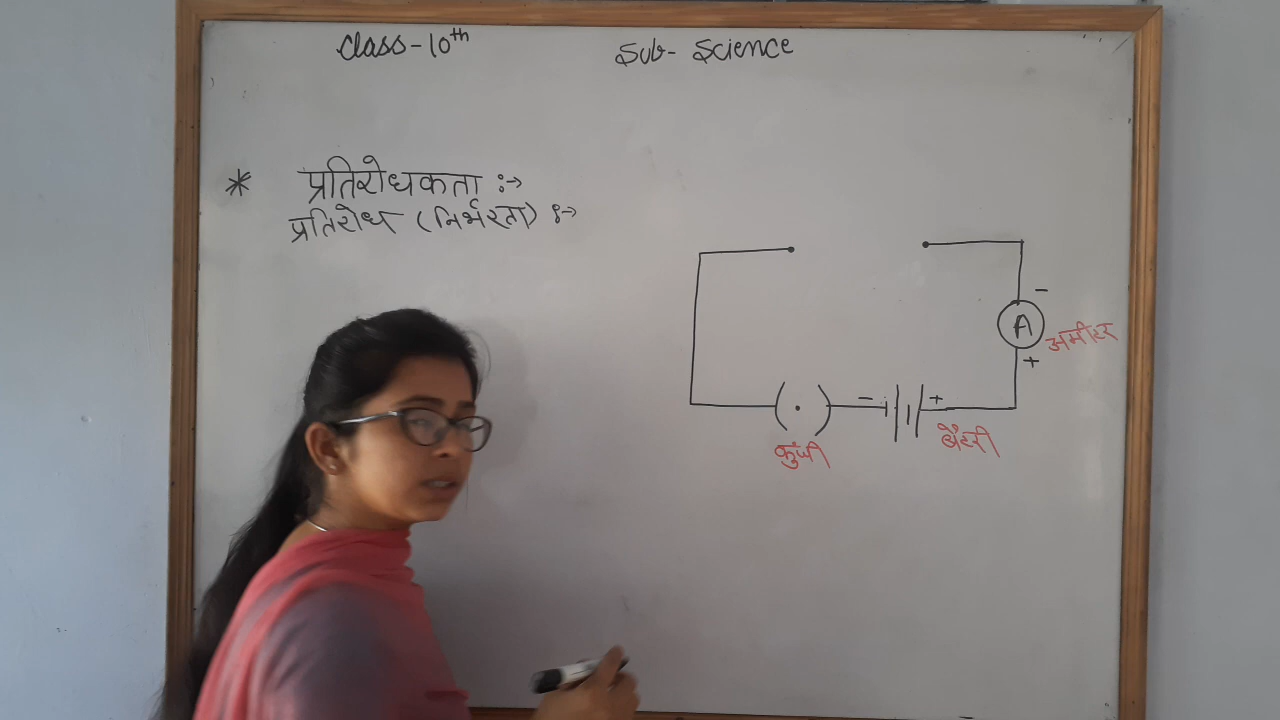 Class-10th
Sub- Science
* प्रतिरोधकता :→
प्रतिरोध (निर्भरता) :→
-
A
अमीटर
+
- +
कुंजी
बैटरी